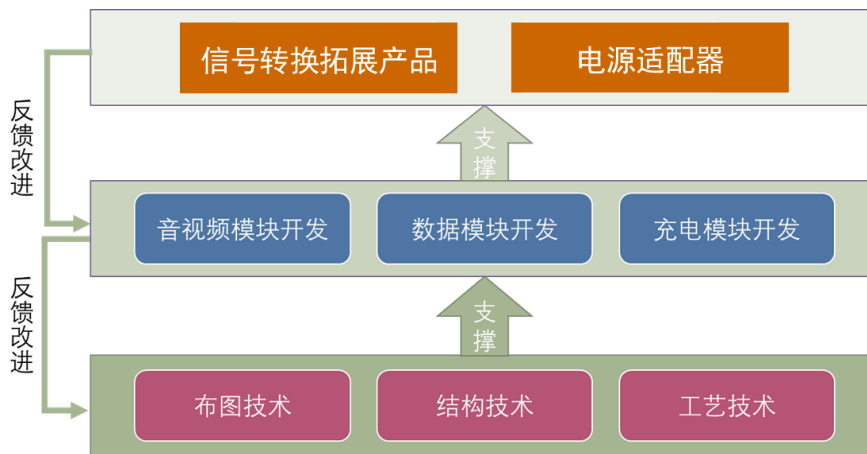 信号转换拓展产品
电源适配器
反馈改进
支撑
音视频模块开发
数据模块开发
充电模块开发
反馈改进
支撑
布图技术
结构技术
工艺技术